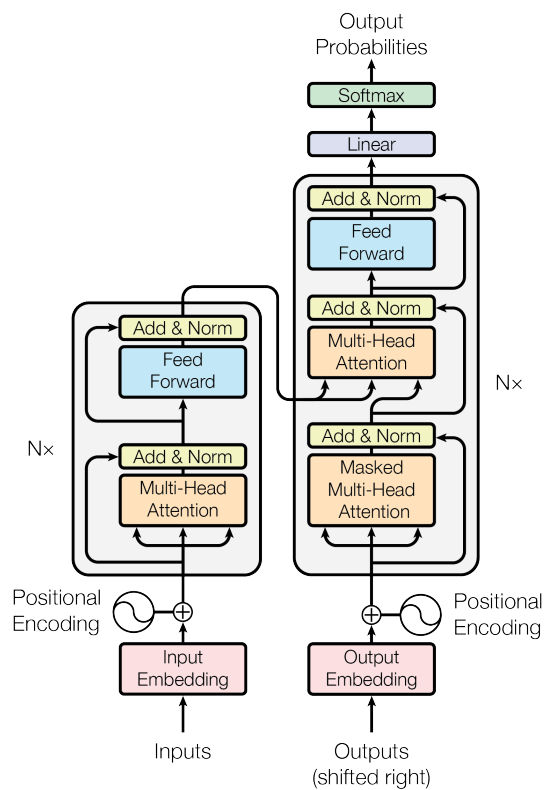 Output
Probabilities
Softmax
Linear
Add & Norm
Feed
Forward
Add & Norm
Multi-Head
Attention
Add & Norm
Masked
Multi-Head
Attention
N×
Add & Norm
Feed
Forward
Add & Norm
Multi-Head
Attention
N×
Positional
Encoding
Positional
Encoding
Input
Embedding
Output
Embedding
Inputs
Outputs
(shifted right)